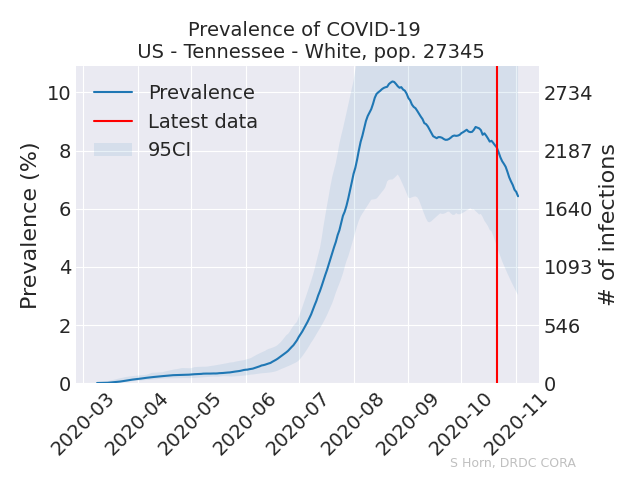 Prevalence of COVID-19
US - Tennessee - White, pop. 27345
Prevalence
Latest data
95CI
Prevalence (%)
10
8
6
4
2
0
2734
2187
1640
1093
546
0
# of infections
2020-03
2020-04
2020-05
2020-06
2020-07
2020-08
2020-09
2020-10
2020-11
S Horn, DRDC CORA